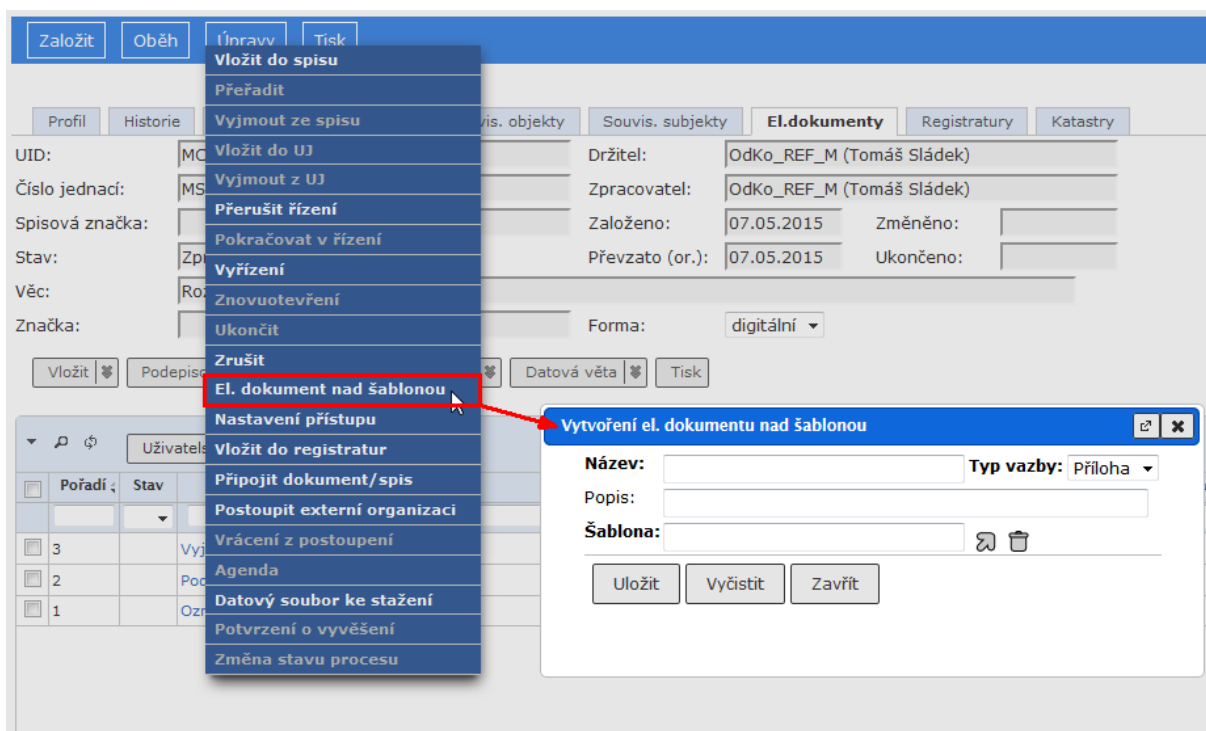 Založit Oběh Úpravy Tisk
Vložit do spisu
Přeřadit
Vyjmout ze spisu
Vložit do UJ
Vyjmout z UJ
Přerušit řízení
Pokračovat v řízení
Vyřízení
Znovuotevření
Ukončit
Zrušit
El. dokument nad šablonou
Nastavení přístupu
Vložit do registratur
Připojit dokument/spis
Postoupit externí organizaci
Vrácení z postoupení
Agenda
Datový soubor ke stažení
Potvrzení o vyvěšení
Změna stavu procesu
Profil Historie objekty Souvis. subjekty El.dokumenty Registratury Katastry
UID: Držitel: OdKo_REF_M (Tomáš Sládek)
Číslo jednací: MS Zpracovatel: OdKo_REF_M (Tomáš Sládek)
Spisová značka: Založeno: 07.05.2015 Změněno:
Stav: Převzato (or.): 07.05.2015 Ukončeno:
Věc:
Značka: Forma: digitální
Vložit Datová věta Tisk
Pořadí Stav
3
2
1
Vytvoření el. dokumentu nad šablonou
Název: Typ vazby: Příloha
Popis:
Šablona:
Uložit Vyčistit Zavřít